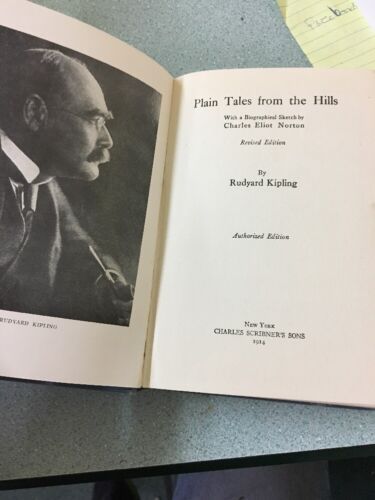 Plain Tales from the Hills
With a Biographical Sketch by
Charles Eliot Norton
Revised Edition
By
Rudyard Kipling
Authorized Edition
New York
CHARLES SCRIBNER'S SONS
1914
RUDYARD KIPLING